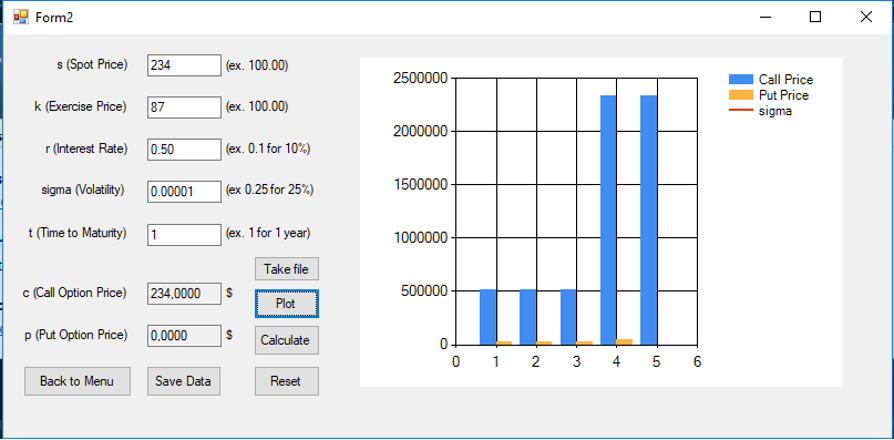 Form2
s (Spot Price) 234 (ex. 100.00)
k (Exercise Price) 87 (ex. 100.00)
r (Interest Rate) 0.50 (ex. 0.1 for 10%)
sigma (Volatility) 0.00001 (ex 0.25 for 25%)
t (Time to Maturity) 1 (ex. 1 for 1 year)
Take file
c (Call Option Price) 234,0000 $
Plot
p (Put Option Price) 0,0000 $
Calculate
Back to Menu Save Data Reset
2500000
2000000
1500000
1000000
500000
0
0 1 2 3 4 5 6
Call Price
Put Price
sigma